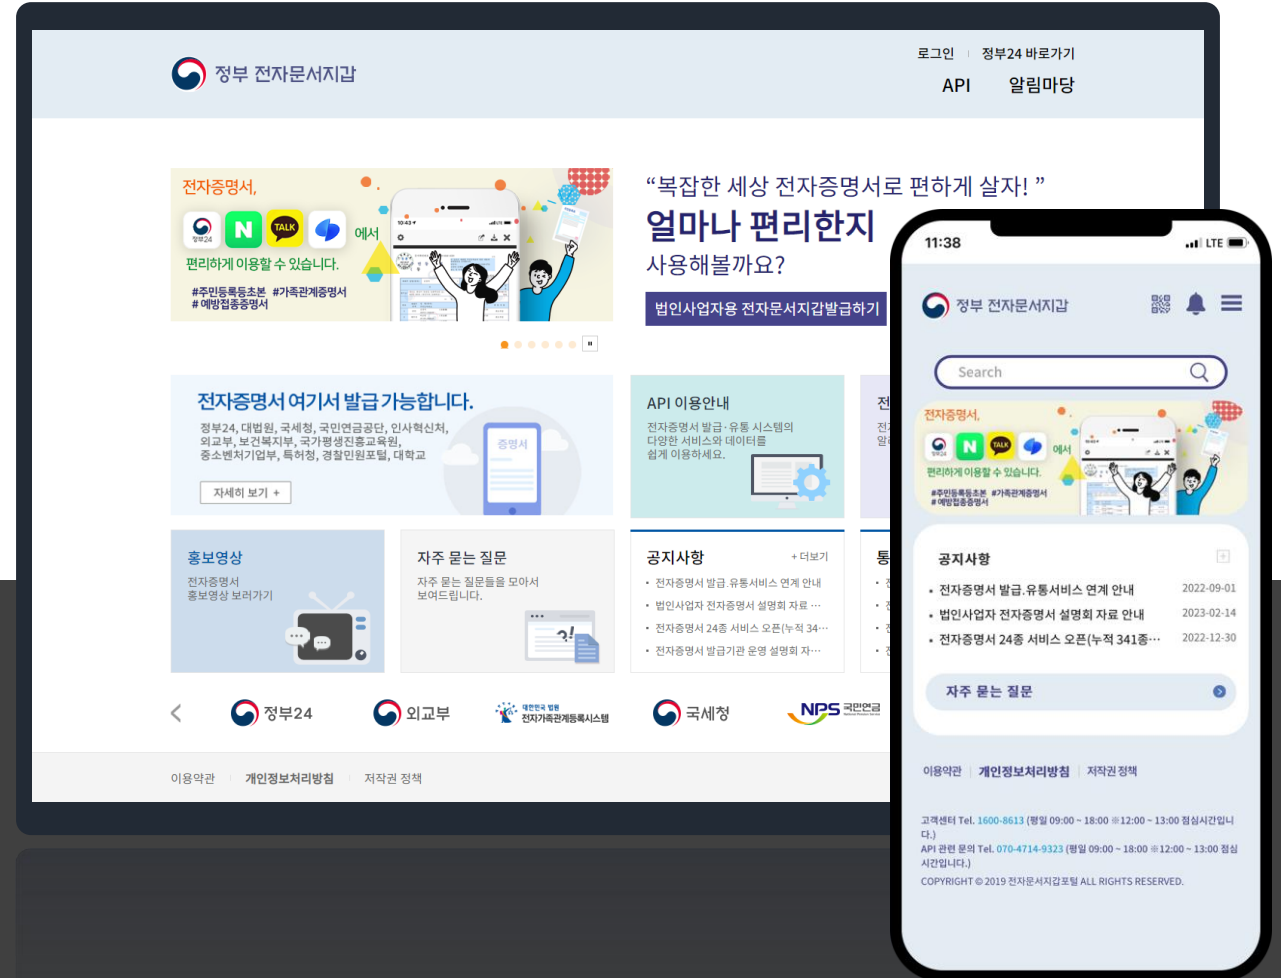 로그인
정부24 바로가기
정부 전자문서지갑
API
알림마당
전자증명서,
정부24
N
TALK
에서
편리하게 이용할 수 있습니다.
#주민등록등초본 #가족관계증명서
# 예방접종증명서
10:43
“복잡한 세상 전자증명서로 편하게 살자! ”
얼마나 편리한지
사용해볼까요?
법인사업자용 전자문서지갑발급하기
전자증명서 여기서 발급 가능합니다.
정부24, 대법원, 국세청, 국민연금공단, 인사혁신처,
외교부, 보건복지부, 국가평생진흥교육원,
중소벤처기업부, 특허청, 경찰민원포털, 대학교
자세히 보기 +
증명서
API 이용안내
전자증명서 발급·유통 시스템의
다양한 서비스와 데이터를
쉽게 이용하세요.
전
홍보영상
전자증명서
홍보영상 보러가기
자주 묻는 질문
자주 묻는 질문들을 모아서
보여드립니다.
?!
공지사항
+ 더보기
전자증명서 발급.유통서비스 연계 안내
법인사업자 전자증명서 설명회 자료 ···
전자증명서 24종 서비스 오픈(누적 34···
전자증명서 발급기관 운영 설명회 자···
통
정부24
외교부
대한민국 법원
전자가족관계등록시스템
국세청
NPS 국민연금
이용약관
개인정보처리방침
저작권 정책
11:38
LTE
정부 전자문서지갑
Search
전자증명서,
정부24
N
TALK
에서
편리하게 이용할 수 있습니다.
#주민등록등초본 #가족관계증명서
# 예방접종증명서
공지사항
전자증명서 발급.유통서비스 연계 안내 2022-09-01
법인사업자 전자증명서 설명회 자료 안내 2023-02-14
전자증명서 24종 서비스 오픈(누적 341종··· 2022-12-30
자주 묻는 질문
이용약관
개인정보처리방침
저작권 정책
고객센터 Tel. 1600-8613 (평일 09:00 ~ 18:00 ※12:00 ~ 13:00 점심시간입니
다.)
API 관련 문의 Tel. 070-4714-9323 (평일 09:00 ~ 18:00 ※12:00 ~ 13:00 점심
시간입니다.)
COPYRIGHT © 2019 전자문서지갑포털 ALL RIGHTS RESERVED.